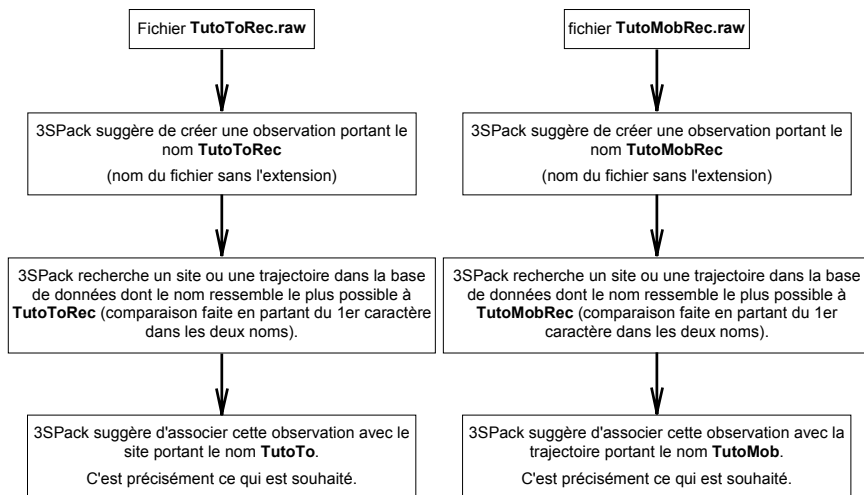 Fichier TutoToRec.raw
3SPack suggère de créer une observation portant le
nom TutoToRec
(nom du fichier sans l'extension)
3SPack recherche un site ou une trajectoire dans la base
de données dont le nom ressemble le plus possible à
TutoToRec (comparaison faite en partant du 1er caractère
dans les deux noms).
3SPack suggère d'associer cette observation avec le
site portant le nom TutoTo.
C'est précisément ce qui est souhaité.
fichier TutoMobRec.raw
3SPack suggère de créer une observation portant le
nom TutoMobRec
(nom du fichier sans l'extension)
3SPack recherche un site ou une trajectoire dans la base
de données dont le nom ressemble le plus possible à
TutoMobRec (comparaison faite en partant du 1er
caractère dans les deux noms).
3SPack suggère d'associer cette observation avec la
trajectoire portant le nom TutoMob.
C'est précisément ce qui est souhaité.